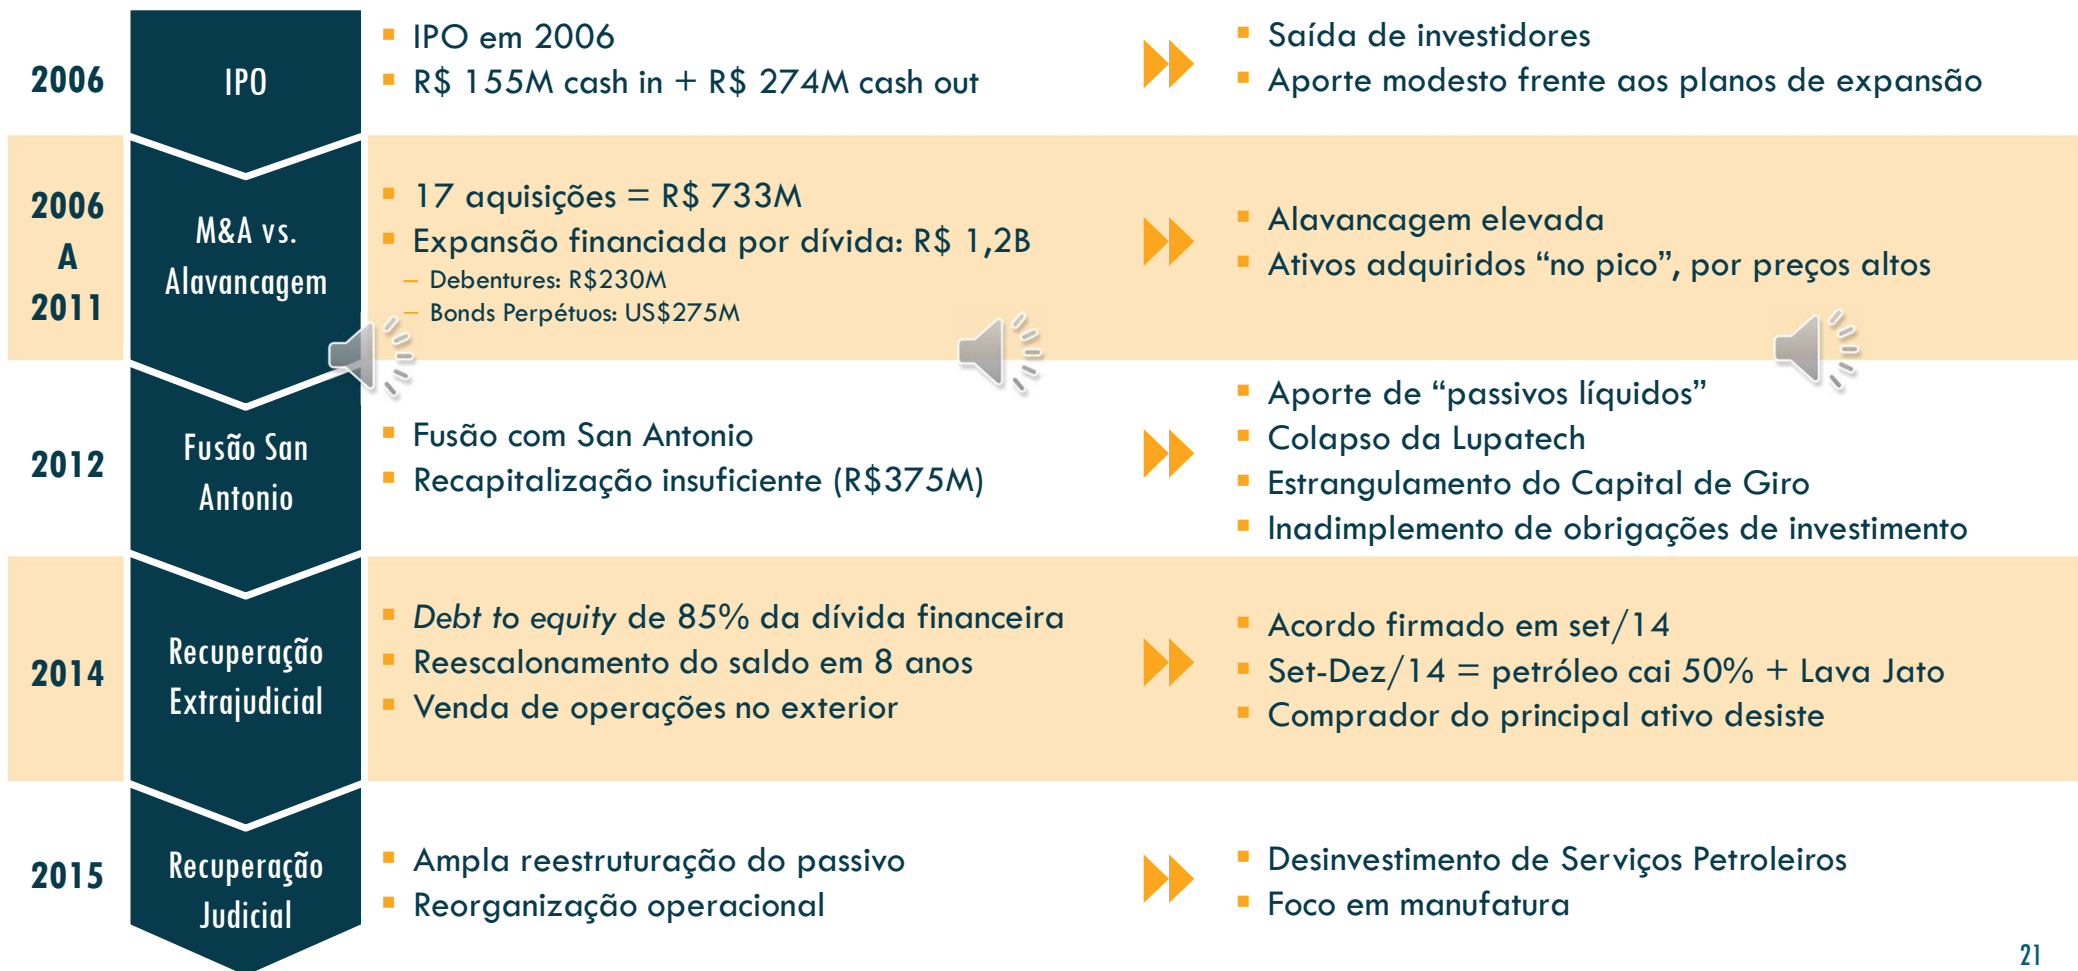 2006
IPO
IPO em 2006
R$ 155M cash in + R$ 274M cash out
Saída de investidores
Aporte modesto frente aos planos de expansão
2006
A
2011
M&A vs.
Alavancagem
17 aquisições = R$ 733M
Expansão financiada por dívida: R$ 1,2B
– Debentures: R$230M
– Bonds Perpétuos: US$275M
Alavancagem elevada
Ativos adquiridos “no pico”, por preços altos
2012
Fusão San
Antonio
Fusão com San Antonio
Recapitalização insuficiente (R$375M)
Aporte de “passivos líquidos”
Colapso da Lupatech
Estrangulamento do Capital de Giro
Inadimplemento de obrigações de investimento
2014
Recuperação
Extrajudicial
Debt to equity de 85% da dívida financeira
Reescalonamento do saldo em 8 anos
Venda de operações no exterior
Acordo firmado em set/14
Set-Dez/14 = petróleo cai 50% + Lava Jato
Comprador do principal ativo desiste
2015
Recuperação
Judicial
Ampla reestruturação do passivo
Reorganização operacional
Desinvestimento de Serviços Petroleiros
Foco em manufatura
21